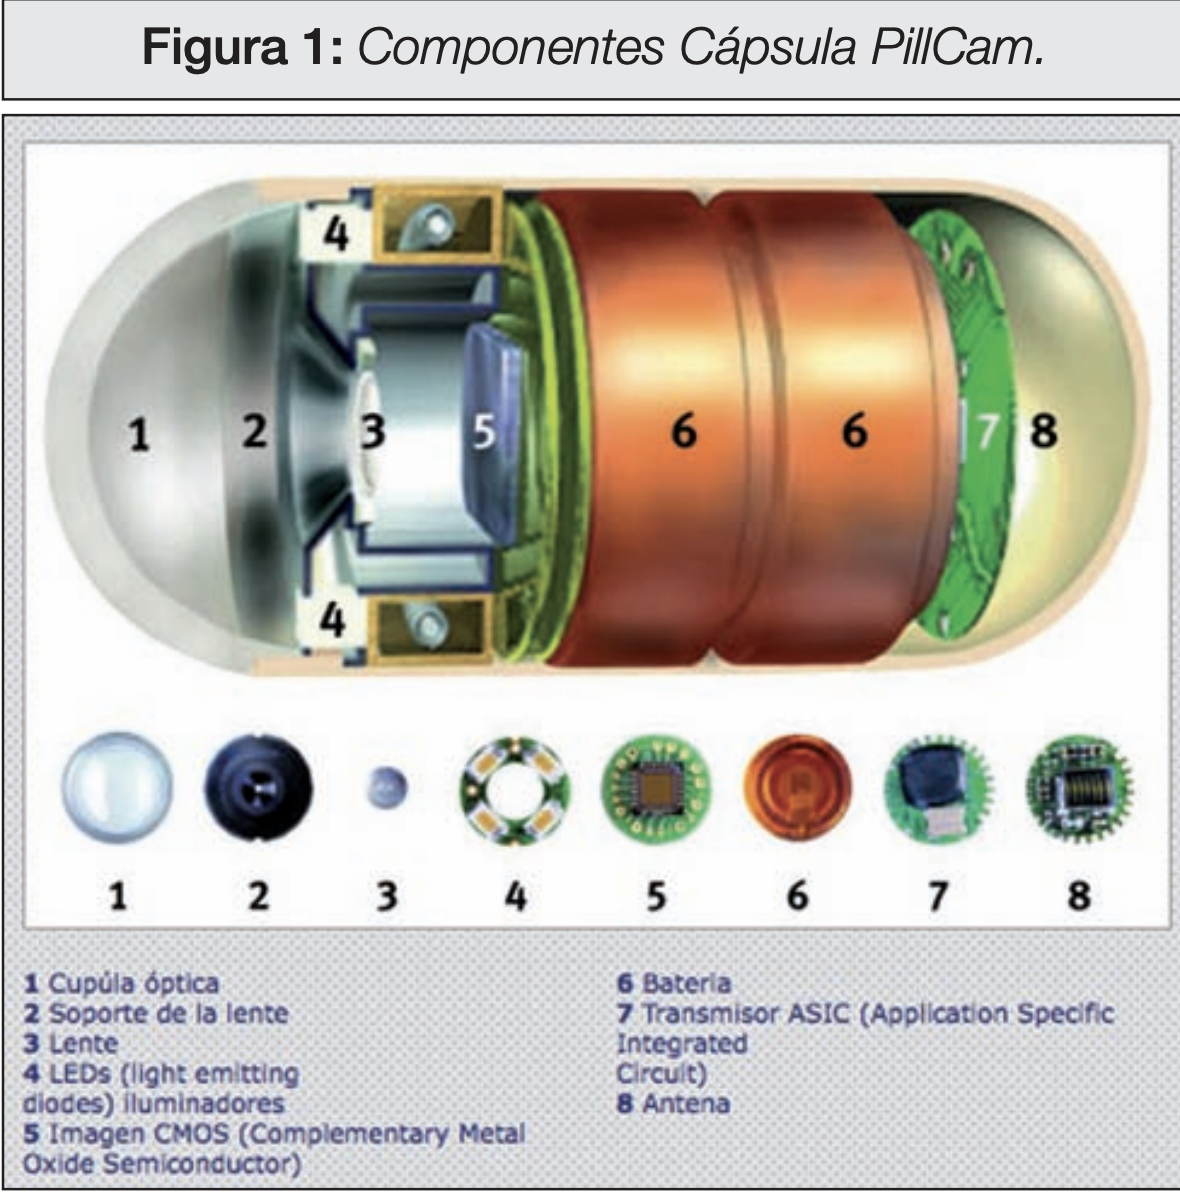 Figura 1: Componentes Cápsula PillCam.
4
1 2 3 5 6 6 7 8
4
1 2 3 4 5 6 7 8
1 Cupúla óptica
2 Soporte de la lente
3 Lente
4 LEDs (light emitting
diodes) iluminadores
5 Imagen CMOS (Complementary Metal
Oxide Semiconductor)
6 Bateria
7 Transmisor ASIC (Application Specific
Integrated
Circuit)
8 Antena